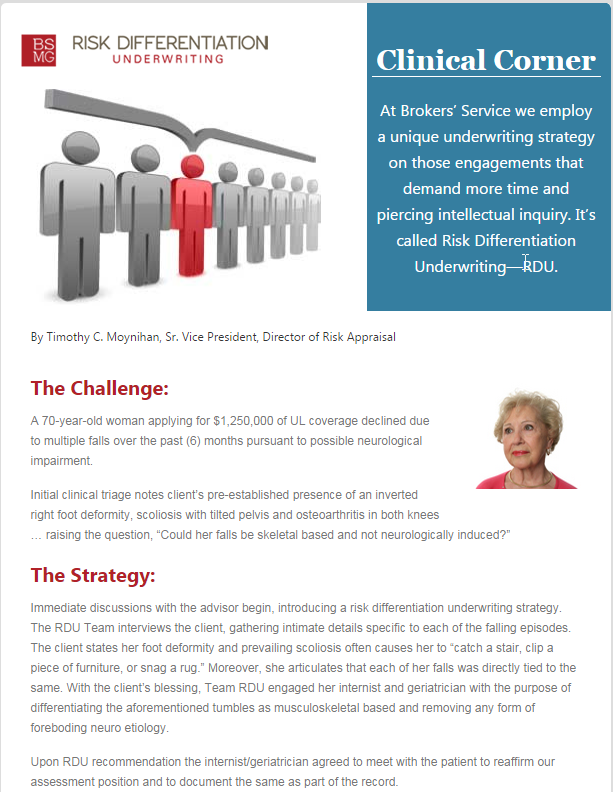 BS
MG
RISK DIFFERENTIATION
UNDERWRITING
Clinical Corner
At Brokers’ Service we employ
a unique underwriting strategy
on those engagements that
demand more time and
piercing intellectual inquiry. It’s
called Risk Differentiation
Underwriting—RDU.
By Timothy C. Moynihan, Sr. Vice President, Director of Risk Appraisal
The Challenge:
A 70-year-old woman applying for $1,250,000 of UL coverage declined due
to multiple falls over the past (6) months pursuant to possible neurological
impairment.
Initial clinical triage notes client’s pre-established presence of an inverted
right foot deformity, scoliosis with tilted pelvis and osteoarthritis in both knees
… raising the question, “Could her falls be skeletal based and not neurologically induced?”
The Strategy:
Immediate discussions with the advisor begin, introducing a risk differentiation underwriting strategy.
The RDU Team interviews the client, gathering intimate details specific to each of the falling episodes.
The client states her foot deformity and prevailing scoliosis often causes her to “catch a stair, clip a
piece of furniture, or snag a rug.” Moreover, she articulates that each of her falls was directly tied to the
same. With the client’s blessing, Team RDU engaged her internist and geriatrician with the purpose of
differentiating the aforementioned tumbles as musculoskeletal based and removing any form of
foreboding neuro etiology.
Upon RDU recommendation the internist/geriatrician agreed to meet with the patient to reaffirm our
assessment position and to document the same as part of the record.